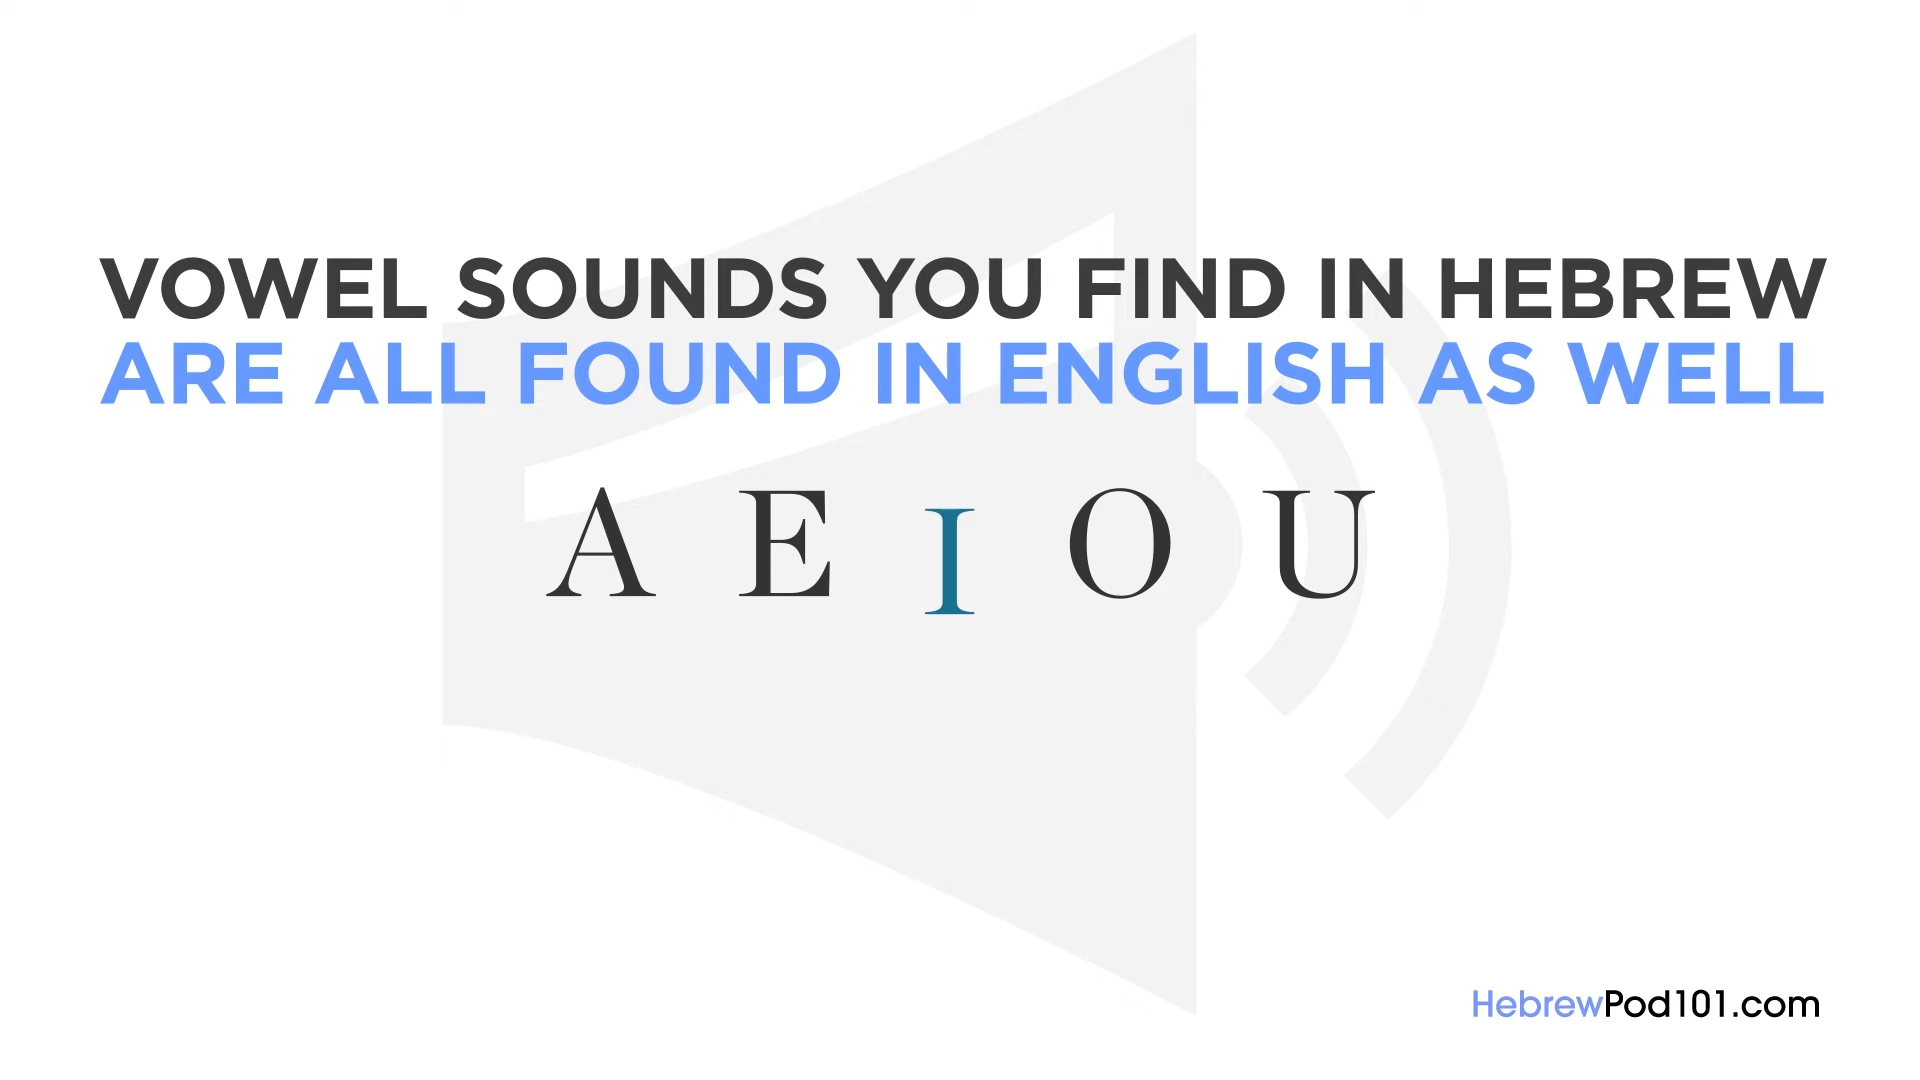 VOWEL SOUNDS YOU FIND IN HEBREW
ARE ALL FOUND IN ENGLISH AS WELL
A E I O U
HebrewPod101.com